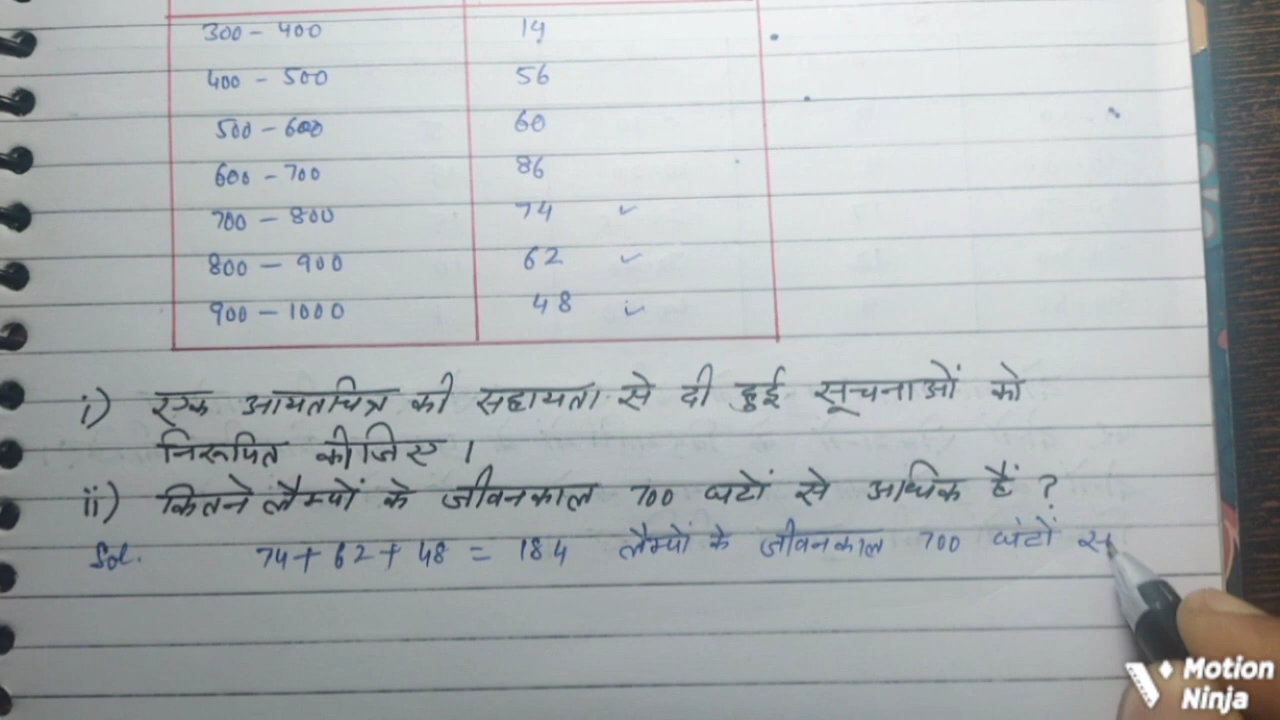 300 - 400 14
400 - 500 56
500 - 600 60
600 - 700 86
700 - 800 74 ✓
800 - 900 62 ✓
900 - 1000 48 ✓
i) एक आयतचित्र की सहायता से दी हुई सूचनाओं को
निरूपित कीजिए ।
ii) कितने लैम्पों के जीवनकाल 700 घटों से अधिक हैं ?
Sol. 74 + 62 + 48 = 184 लैम्पों के जीवनकाल 700 घंटों स
Motion
Ninja